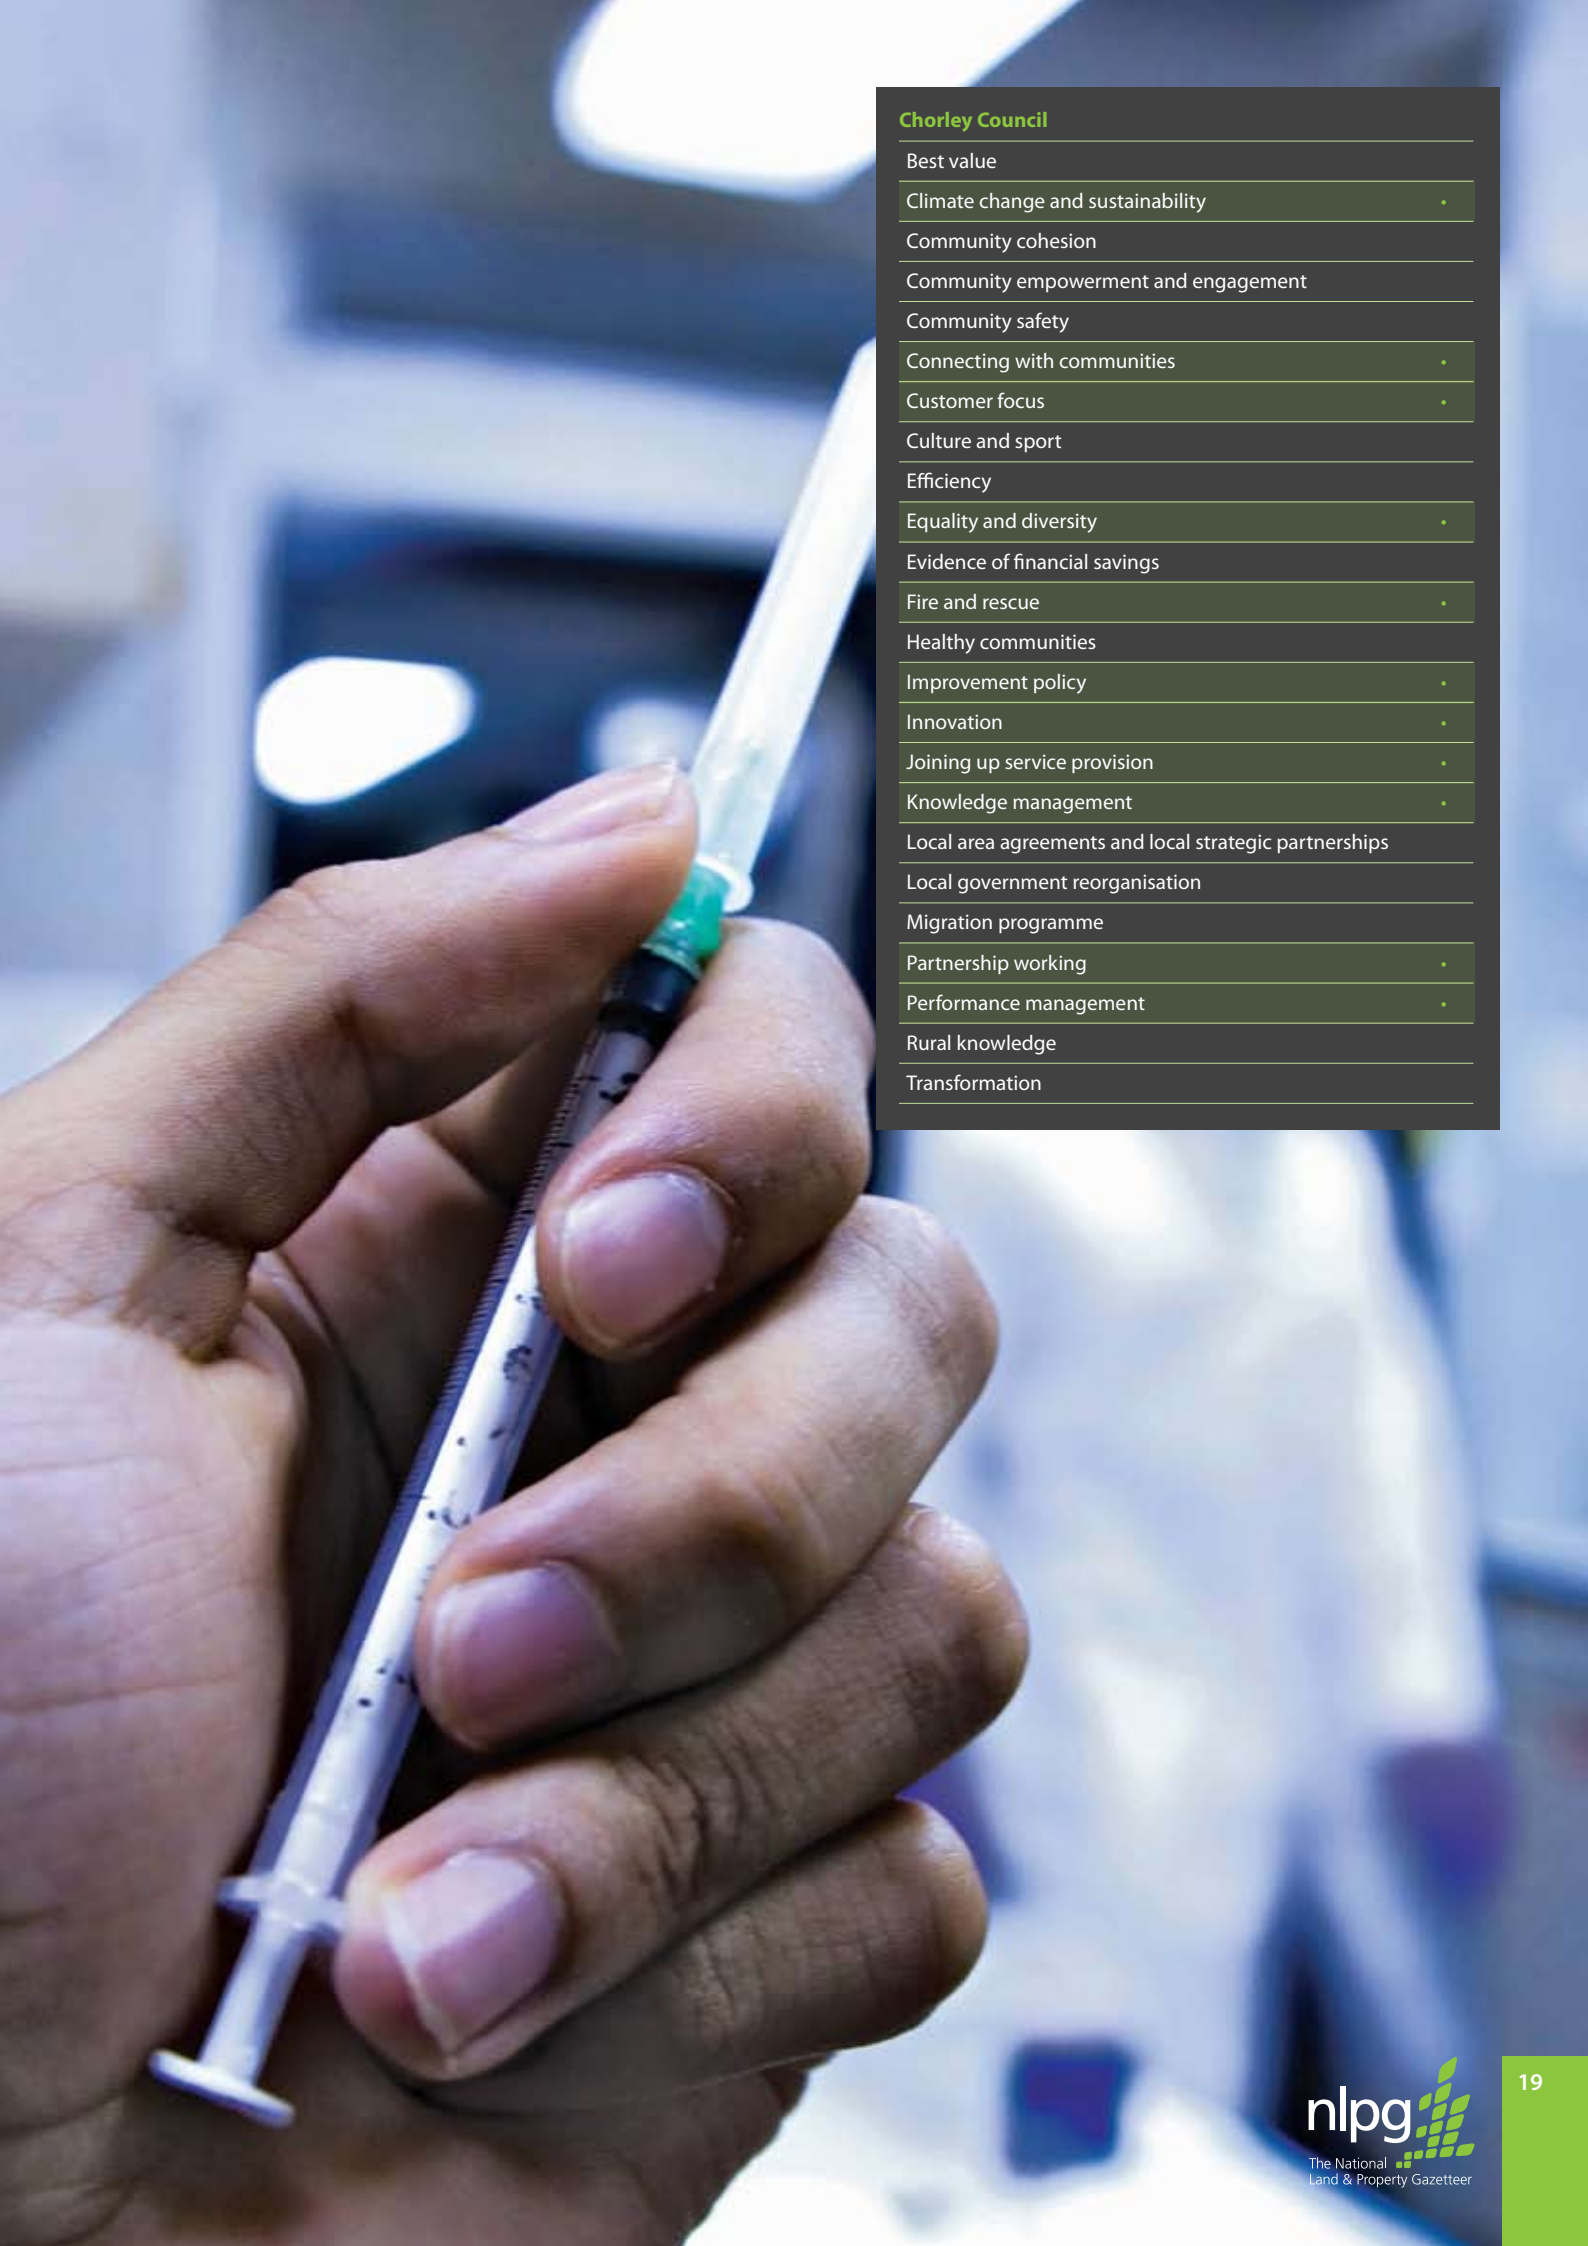 Chorley Council
Best value
Climate change and sustainability •
Community cohesion
Community empowerment and engagement
Community safety
Connecting with communities •
Customer focus •
Culture and sport
Efficiency
Equality and diversity •
Evidence of financial savings
Fire and rescue •
Healthy communities
Improvement policy •
Innovation •
Joining up service provision •
Knowledge management •
Local area agreements and local strategic partnerships
Local government reorganisation
Migration programme
Partnership working •
Performance management •
Rural knowledge
Transformation
19
nlpg
The National
Land & Property Gazetteer